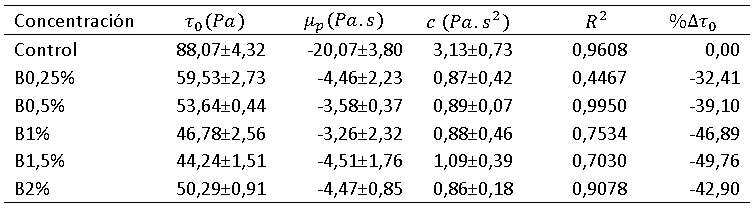 Concentración τ₀(Pa) μₚ(Pa.s) c (Pa.s²) R² %Δτ₀
Control 88,07±4,32 -20,07±3,80 3,13±0,73 0,9608 0,00
B0,25% 59,53±2,73 -4,46±2,23 0,87±0,42 0,4467 -32,41
B0,5% 53,64±0,44 -3,58±0,37 0,89±0,07 0,9950 -39,10
B1% 46,78±2,56 -3,26±2,32 0,88±0,46 0,7534 -46,89
B1,5% 44,24±1,51 -4,51±1,76 1,09±0,39 0,7030 -49,76
B2% 50,29±0,91 -4,47±0,85 0,86±0,18 0,9078 -42,90